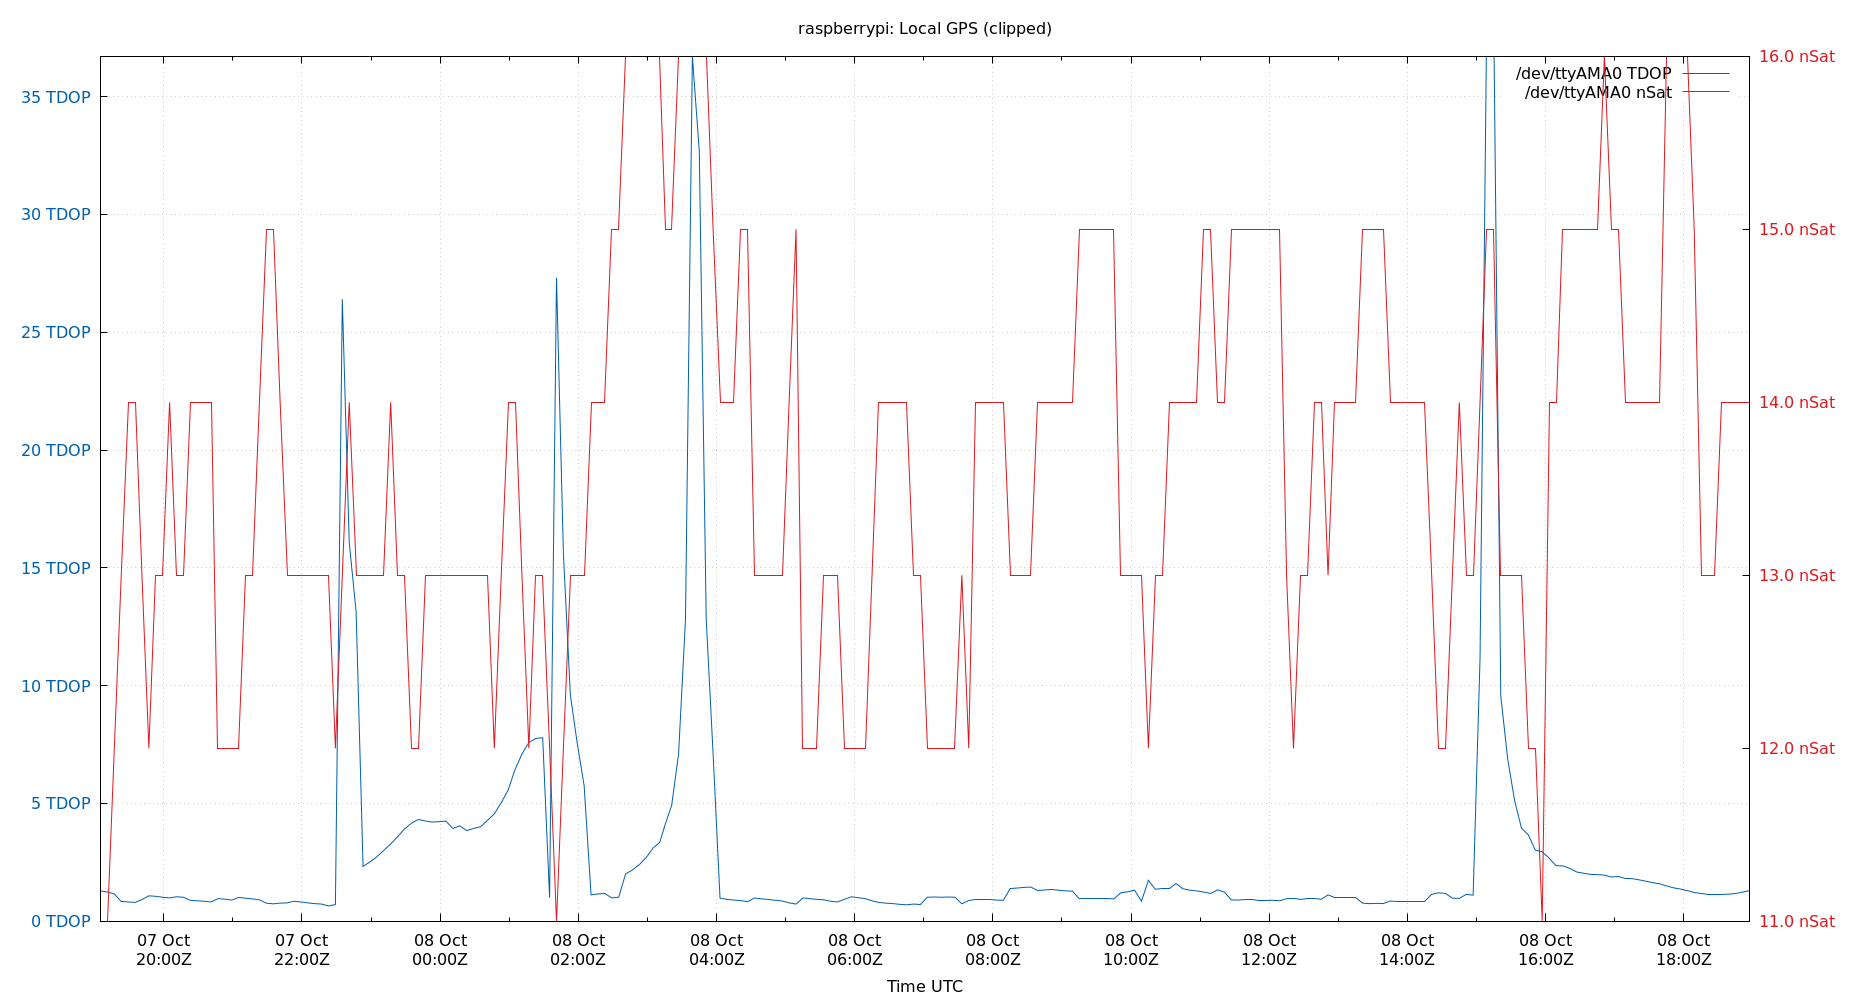 raspberrypi: Local GPS (clipped)
/dev/ttyAMA0 TDOP
/dev/ttyAMA0 nSat
35 TDOP
30 TDOP
25 TDOP
20 TDOP
15 TDOP
10 TDOP
5 TDOP
0 TDOP
16.0 nSat
15.0 nSat
14.0 nSat
13.0 nSat
12.0 nSat
11.0 nSat
07 Oct
20:00Z
07 Oct
22:00Z
08 Oct
00:00Z
08 Oct
02:00Z
08 Oct
04:00Z
08 Oct
06:00Z
08 Oct
08:00Z
08 Oct
10:00Z
08 Oct
12:00Z
08 Oct
14:00Z
08 Oct
16:00Z
08 Oct
18:00Z
Time UTC